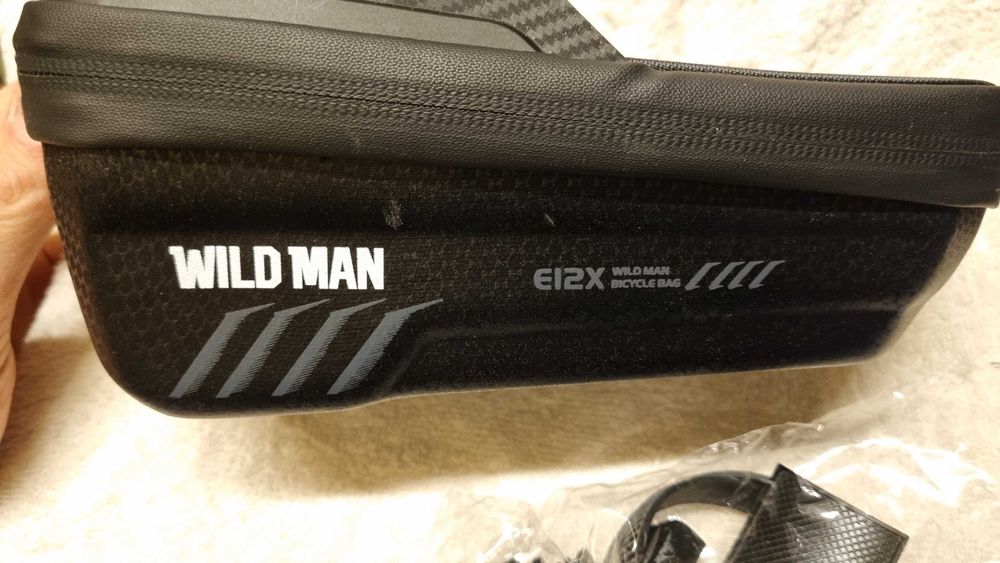 WILD MAN
E12X
WILD MAN
BICYCLE BAG